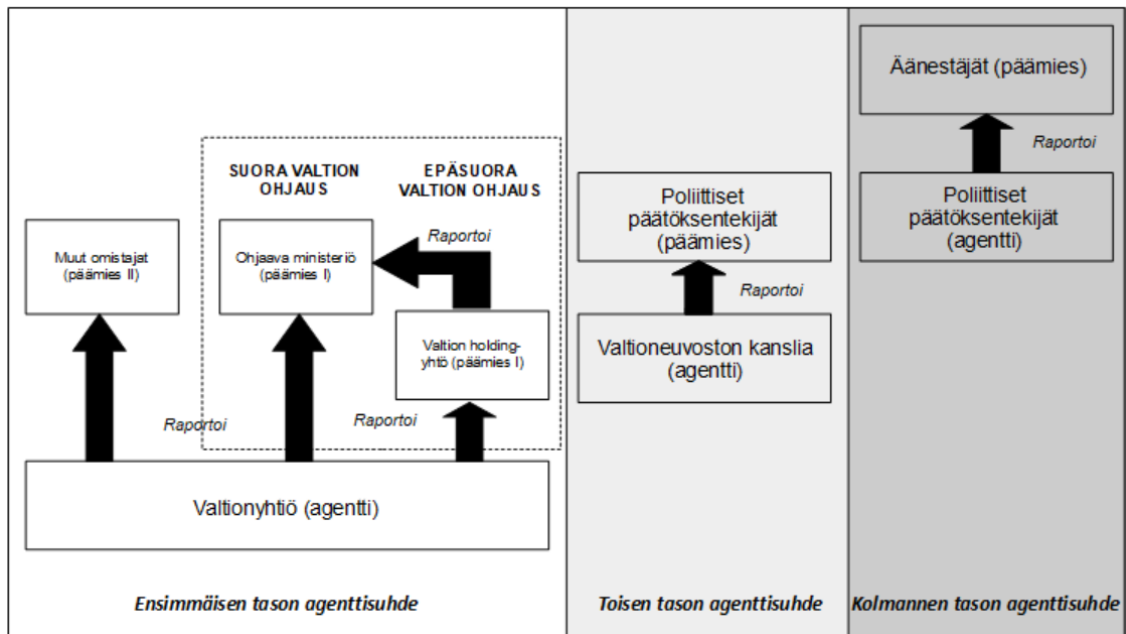 SUORA VALTION
OHJAUS
EPÄSUORA
VALTION OHJAUS
Muut omistajat
(päämies II)
Ohjaava ministeriö
(päämies I)
Raportoi
Valtion holding-
yhtö (päämies I)
Raportoi
Raportoi
Valtionyhtiö (agentti)
Ensimmäisen tason agenttisuhde
Poliittiset
päätöksentekijät
(päämies)
Raportoi
Valtioneuvoston kanslia
(agentti)
Toisen tason agenttisuhde
Äänestäjät (päämies)
Raportoi
Poliittiset
päätöksentekijät
(agentti)
Kolmannen tason agenttisuhde